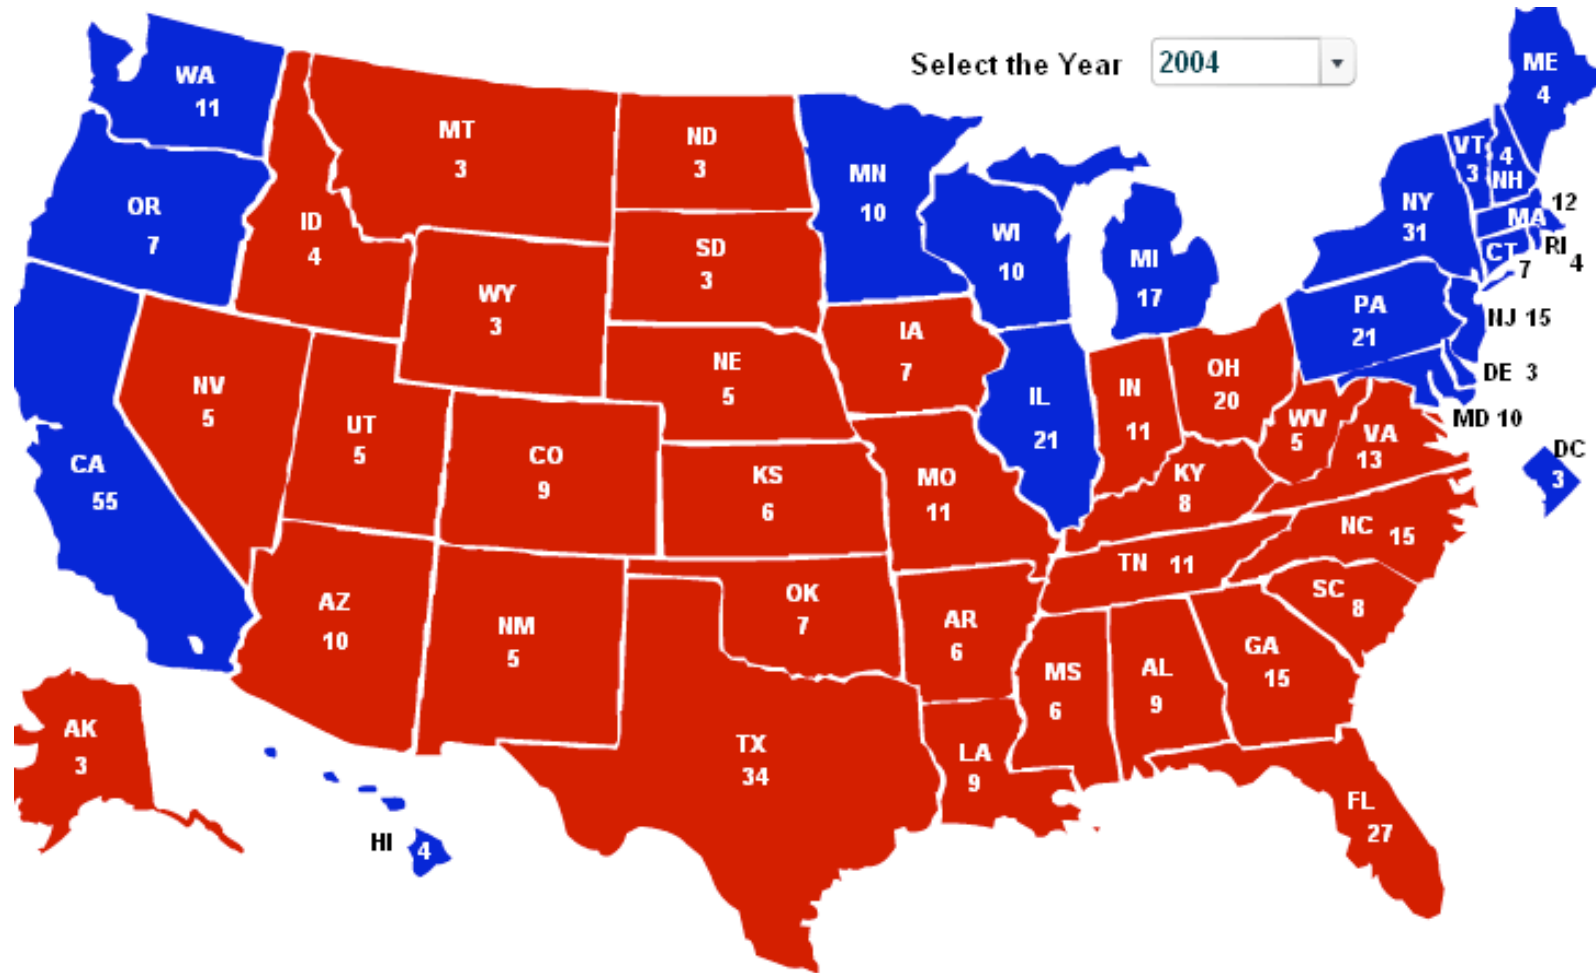 Select the Year 2004
WA
11
OR
7
CA
55
ID
4
NV
5
MT
3
WY
3
UT
5
AZ
10
CO
9
NM
5
ND
3
SD
3
NE
5
KS
6
OK
7
TX
34
MN
10
IA
7
MO
11
AR
6
LA
9
WI
10
IL
21
MI
17
IN
11
OH
20
KY
8
TN 11
MS
6
AL
9
GA
15
FL
27
SC
8
NC 15
VA
13
WV
5
PA
21
NY
31
VT
3
4
NH
ME
4
12
MA
RI
4
CT
7
NJ 15
DE 3
MD 10
DC
3
AK
3
HI
4